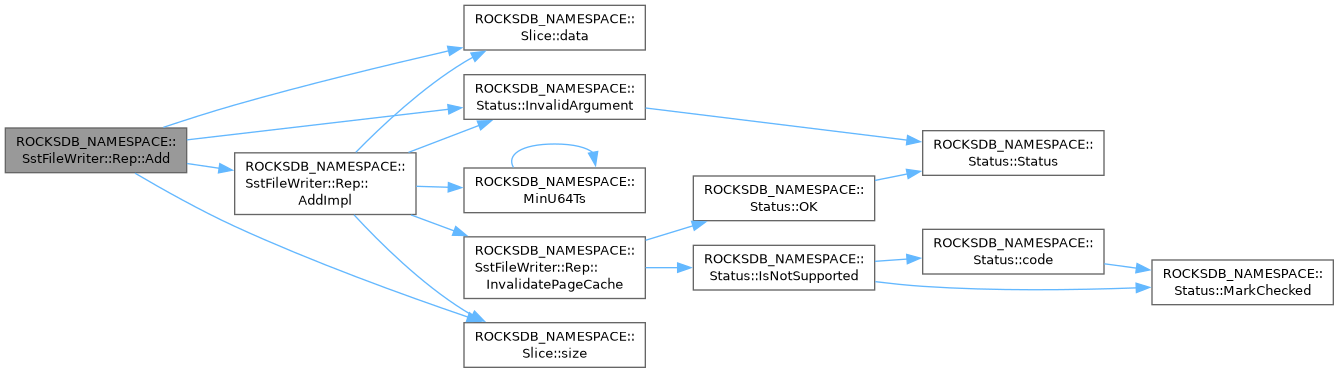 ROCKSDB_NAMESPACE::
SstFileWriter::Rep::Add
ROCKSDB_NAMESPACE::
Slice::data
ROCKSDB_NAMESPACE::
Status::InvalidArgument
ROCKSDB_NAMESPACE::
SstFileWriter::Rep::
AddImpl
ROCKSDB_NAMESPACE::
MinU64Ts
ROCKSDB_NAMESPACE::
SstFileWriter::Rep::
InvalidatePageCache
ROCKSDB_NAMESPACE::
Slice::size
ROCKSDB_NAMESPACE::
Status::OK
ROCKSDB_NAMESPACE::
Status::IsNotSupported
ROCKSDB_NAMESPACE::
Status::Status
ROCKSDB_NAMESPACE::
Status::code
ROCKSDB_NAMESPACE::
Status::MarkChecked